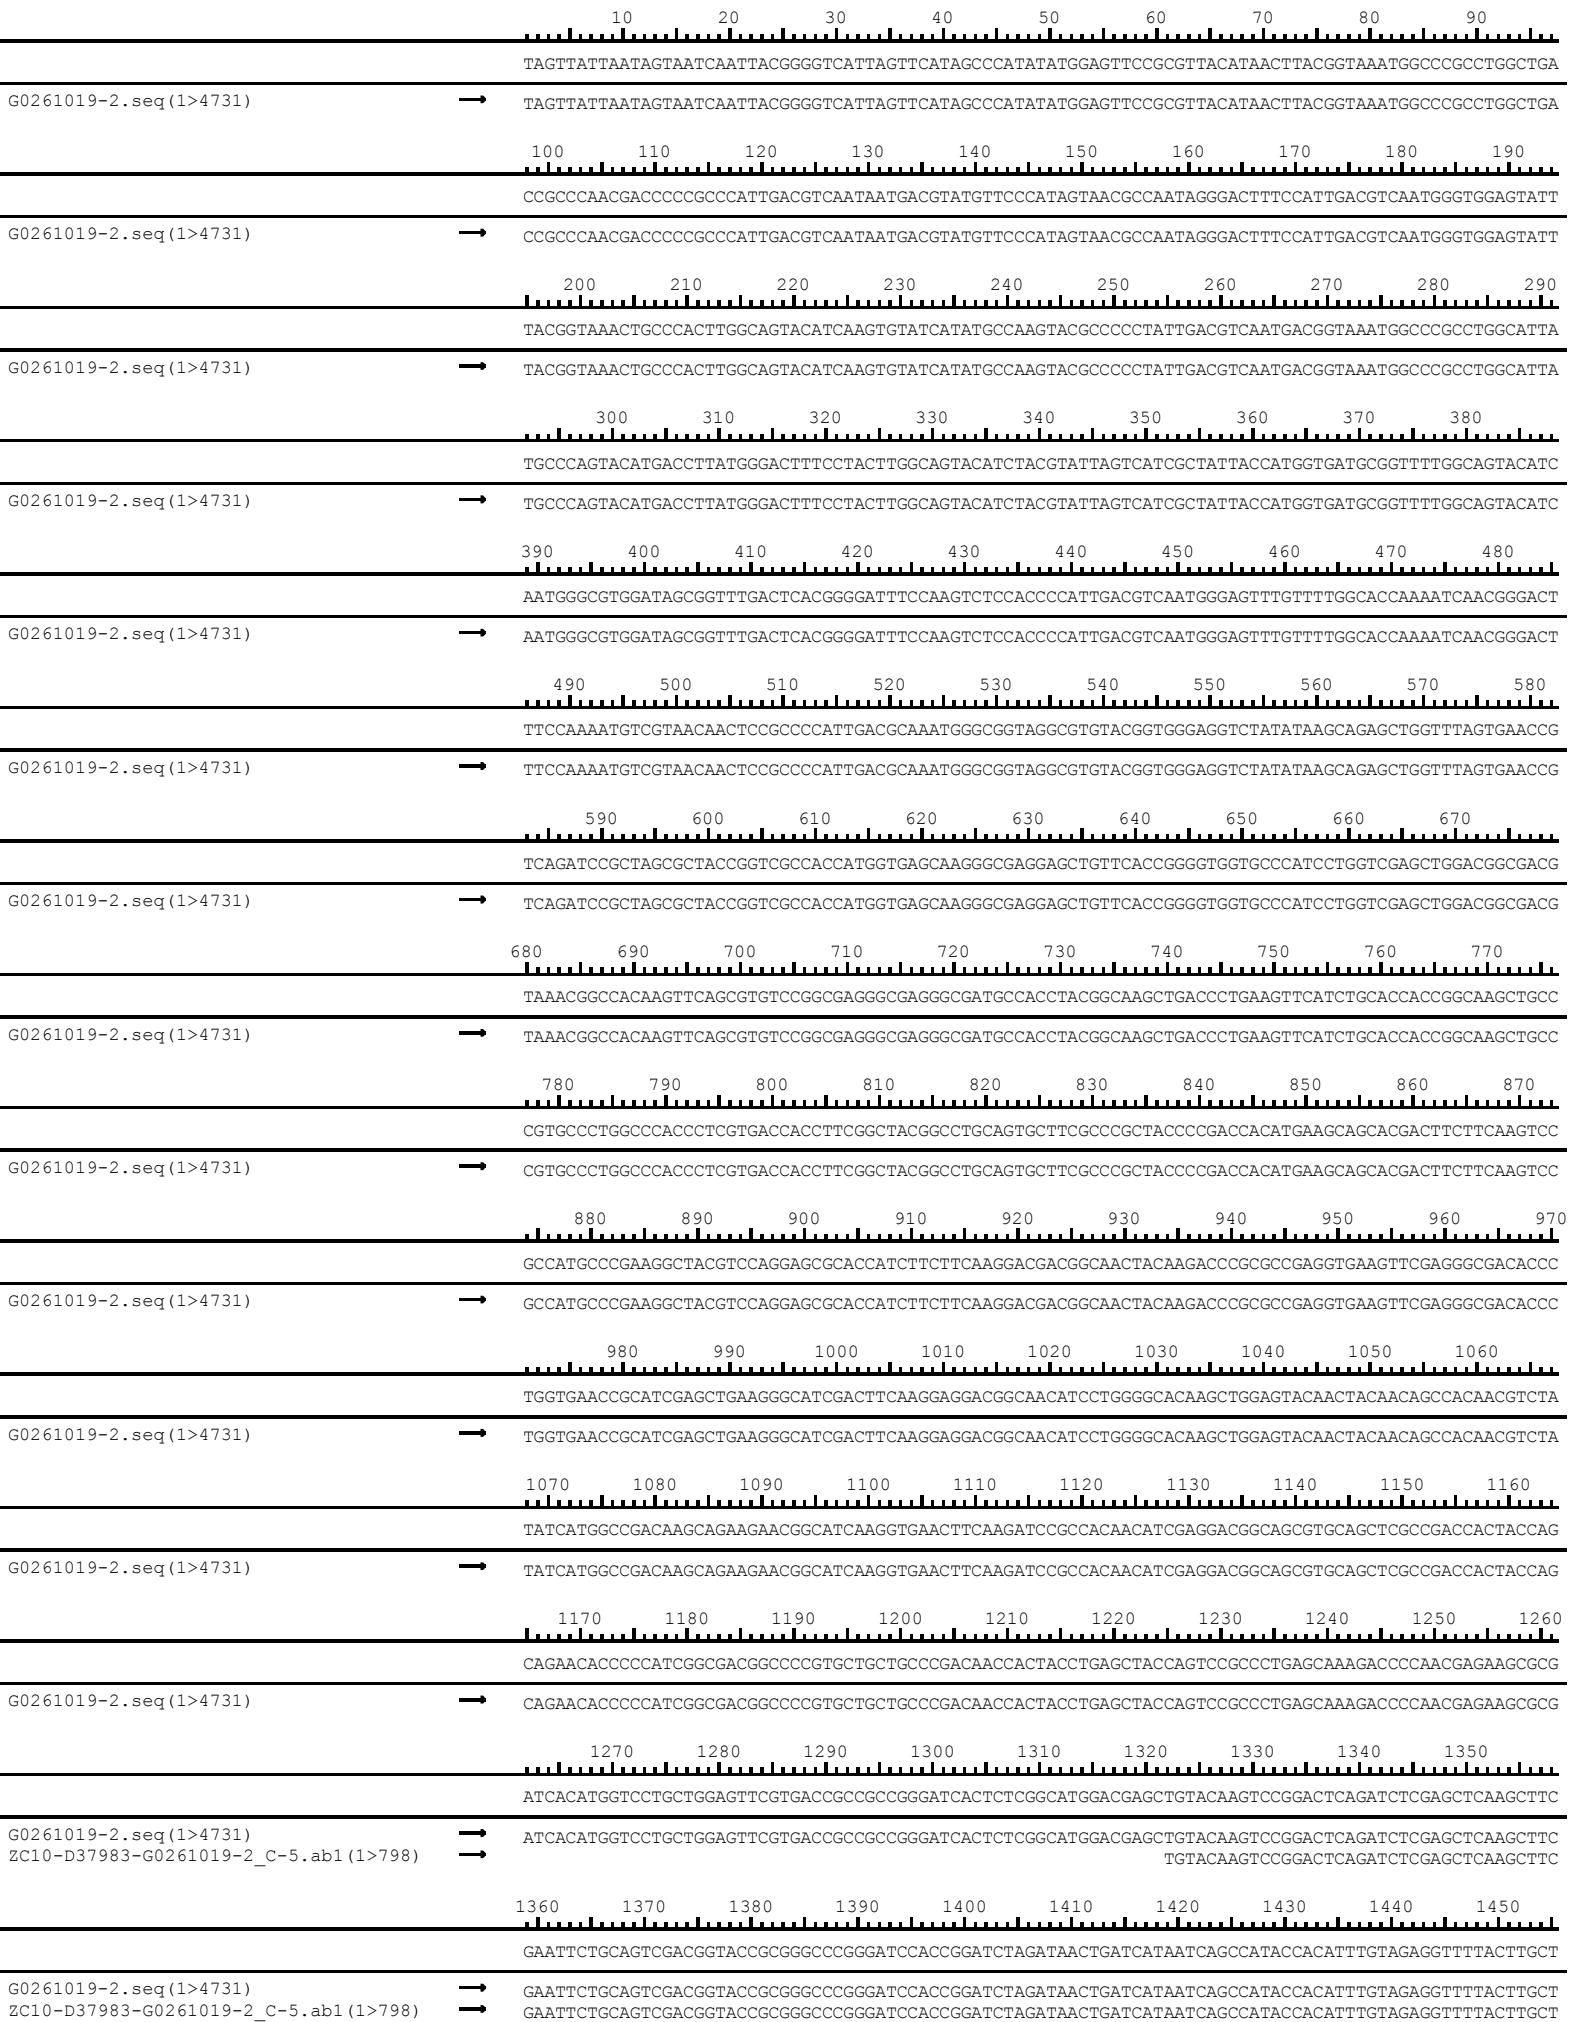 10 20 30 40 50 60 70 80 90
TAGTTATTAATAGTAATCAATTACGGGGTCATTAGTTCATAGCCCATATATGGAGTTCCGCGTTACATAACTTACGGTAAATGGCCCGCCTGGCTGA
G0261019-2.seq(1>4731) → TAGTTATTAATAGTAATCAATTACGGGGTCATTAGTTCATAGCCCATATATGGAGTTCCGCGTTACATAACTTACGGTAAATGGCCCGCCTGGCTGA
100 110 120 130 140 150 160 170 180 190
CCGCCCAACGACCCCCGCCCATTGACGTCAATAATGACGTATGTTCCCATAGTAACGCCAATAGGGACTTTCCATTGACGTCAATGGGTGGAGTATT
G0261019-2.seq(1>4731) → CCGCCCAACGACCCCCGCCCATTGACGTCAATAATGACGTATGTTCCCATAGTAACGCCAATAGGGACTTTCCATTGACGTCAATGGGTGGAGTATT
200 210 220 230 240 250 260 270 280 290
TACGGTAAACTGCCCACTTGGCAGTACATCAAGTGTATCATATGCCAAGTACGCCCCCTATTGACGTCAATGACGGTAAATGGCCCGCCTGGCATTA
G0261019-2.seq(1>4731) → TACGGTAAACTGCCCACTTGGCAGTACATCAAGTGTATCATATGCCAAGTACGCCCCCTATTGACGTCAATGACGGTAAATGGCCCGCCTGGCATTA
300 310 320 330 340 350 360 370 380
TGCCCAGTACATGACCTTATGGGACTTTCCTACTTGGCAGTACATCTACGTATTAGTCATCGCTATTACCATGGTGATGCGGTTTTGGCAGTACATC
G0261019-2.seq(1>4731) → TGCCCAGTACATGACCTTATGGGACTTTCCTACTTGGCAGTACATCTACGTATTAGTCATCGCTATTACCATGGTGATGCGGTTTTGGCAGTACATC
390 400 410 420 430 440 450 460 470 480
AATGGGCGTGGATAGCGGTTTGACTCACGGGGATTTCCAAGTCTCCACCCCATTGACGTCAATGGGAGTTTGTTTTGGCACCAAAATCAACGGGACT
G0261019-2.seq(1>4731) → AATGGGCGTGGATAGCGGTTTGACTCACGGGGATTTCCAAGTCTCCACCCCATTGACGTCAATGGGAGTTTGTTTTGGCACCAAAATCAACGGGACT
490 500 510 520 530 540 550 560 570 580
TTCCAAAATGTCGTAACAACTCCGCCCCATTGACGCAAATGGGCGGTAGGCGTGTACGGTGGGAGGTCTATATAAGCAGAGCTGGTTTAGTGAACCG
G0261019-2.seq(1>4731) → TTCCAAAATGTCGTAACAACTCCGCCCCATTGACGCAAATGGGCGGTAGGCGTGTACGGTGGGAGGTCTATATAAGCAGAGCTGGTTTAGTGAACCG
590 600 610 620 630 640 650 660 670
TCAGATCCGCTAGCGCTACCGGTCGCCACCATGGTGAGCAAGGGCGAGGAGCTGTTCACCGGGGTGGTGCCCATCCTGGTCGAGCTGGACGGCGACG
G0261019-2.seq(1>4731) → TCAGATCCGCTAGCGCTACCGGTCGCCACCATGGTGAGCAAGGGCGAGGAGCTGTTCACCGGGGTGGTGCCCATCCTGGTCGAGCTGGACGGCGACG
680 690 700 710 720 730 740 750 760 770
TAAACGGCCACAAGTTCAGCGTGTCCGGCGAGGGCGAGGGCGATGCCACCTACGGCAAGCTGACCCTGAAGTTCATCTGCACCACCGGCAAGCTGCC
G0261019-2.seq(1>4731) → TAAACGGCCACAAGTTCAGCGTGTCCGGCGAGGGCGAGGGCGATGCCACCTACGGCAAGCTGACCCTGAAGTTCATCTGCACCACCGGCAAGCTGCC
780 790 800 810 820 830 840 850 860 870
CGTGCCCTGGCCCACCCTCGTGACCACCTTCGGCTACGGCCTGCAGTGCTTCGCCCGCTACCCCGACCACATGAAGCAGCACGACTTCTTCAAGTCC
G0261019-2.seq(1>4731) → CGTGCCCTGGCCCACCCTCGTGACCACCTTCGGCTACGGCCTGCAGTGCTTCGCCCGCTACCCCGACCACATGAAGCAGCACGACTTCTTCAAGTCC
880 890 900 910 920 930 940 950 960 970
GCCATGCCCGAAGGCTACGTCCAGGAGCGCACCATCTTCTTCAAGGACGACGGCAACTACAAGACCCGCGCCGAGGTGAAGTTCGAGGGCGACACCC
G0261019-2.seq(1>4731) → GCCATGCCCGAAGGCTACGTCCAGGAGCGCACCATCTTCTTCAAGGACGACGGCAACTACAAGACCCGCGCCGAGGTGAAGTTCGAGGGCGACACCC
980 990 1000 1010 1020 1030 1040 1050 1060
TGGTGAACCGCATCGAGCTGAAGGGCATCGACTTCAAGGAGGACGGCAACATCCTGGGGCACAAGCTGGAGTACAACTACAACAGCCACAACGTCTA
G0261019-2.seq(1>4731) → TGGTGAACCGCATCGAGCTGAAGGGCATCGACTTCAAGGAGGACGGCAACATCCTGGGGCACAAGCTGGAGTACAACTACAACAGCCACAACGTCTA
1070 1080 1090 1100 1110 1120 1130 1140 1150 1160
TATCATGGCCGACAAGCAGAAGAACGGCATCAAGGTGAACTTCAAGATCCGCCACAACATCGAGGACGGCAGCGTGCAGCTCGCCGACCACTACCAG
G0261019-2.seq(1>4731) → TATCATGGCCGACAAGCAGAAGAACGGCATCAAGGTGAACTTCAAGATCCGCCACAACATCGAGGACGGCAGCGTGCAGCTCGCCGACCACTACCAG
1170 1180 1190 1200 1210 1220 1230 1240 1250 1260
CAGAACACCCCCATCGGCGACGGCCCCGTGCTGCTGCCCGACAACCACTACCTGAGCTACCAGTCCGCCCTGAGCAAAGACCCCAACGAGAAGCGCG
G0261019-2.seq(1>4731) → CAGAACACCCCCATCGGCGACGGCCCCGTGCTGCTGCCCGACAACCACTACCTGAGCTACCAGTCCGCCCTGAGCAAAGACCCCAACGAGAAGCGCG
1270 1280 1290 1300 1310 1320 1330 1340 1350
ATCACATGGTCCTGCTGGAGTTCGTGACCGCCGCCGGGATCACTCTCGGCATGGACGAGCTGTACAAGTCCGGACTCAGATCTCGAGCTCAAGCTTC
G0261019-2.seq(1>4731) → ATCACATGGTCCTGCTGGAGTTCGTGACCGCCGCCGGGATCACTCTCGGCATGGACGAGCTGTACAAGTCCGGACTCAGATCTCGAGCTCAAGCTTC
ZC10-D37983-G0261019-2_C-5.ab1(1>798) → TGTACAAGTCCGGACTCAGATCTCGAGCTCAAGCTTC
1360 1370 1380 1390 1400 1410 1420 1430 1440 1450
GAATTCTGCAGTCGACGGTACCGCGGGCCCGGGATCCACCGGATCTAGATAACTGATCATAATCAGCCATACCACATTTGTAGAGGTTTTACTTGCT
G0261019-2.seq(1>4731) → GAATTCTGCAGTCGACGGTACCGCGGGCCCGGGATCCACCGGATCTAGATAACTGATCATAATCAGCCATACCACATTTGTAGAGGTTTTACTTGCT
ZC10-D37983-G0261019-2_C-5.ab1(1>798) → GAATTCTGCAGTCGACGGTACCGCGGGCCCGGGATCCACCGGATCTAGATAACTGATCATAATCAGCCATACCACATTTGTAGAGGTTTTACTTGCT